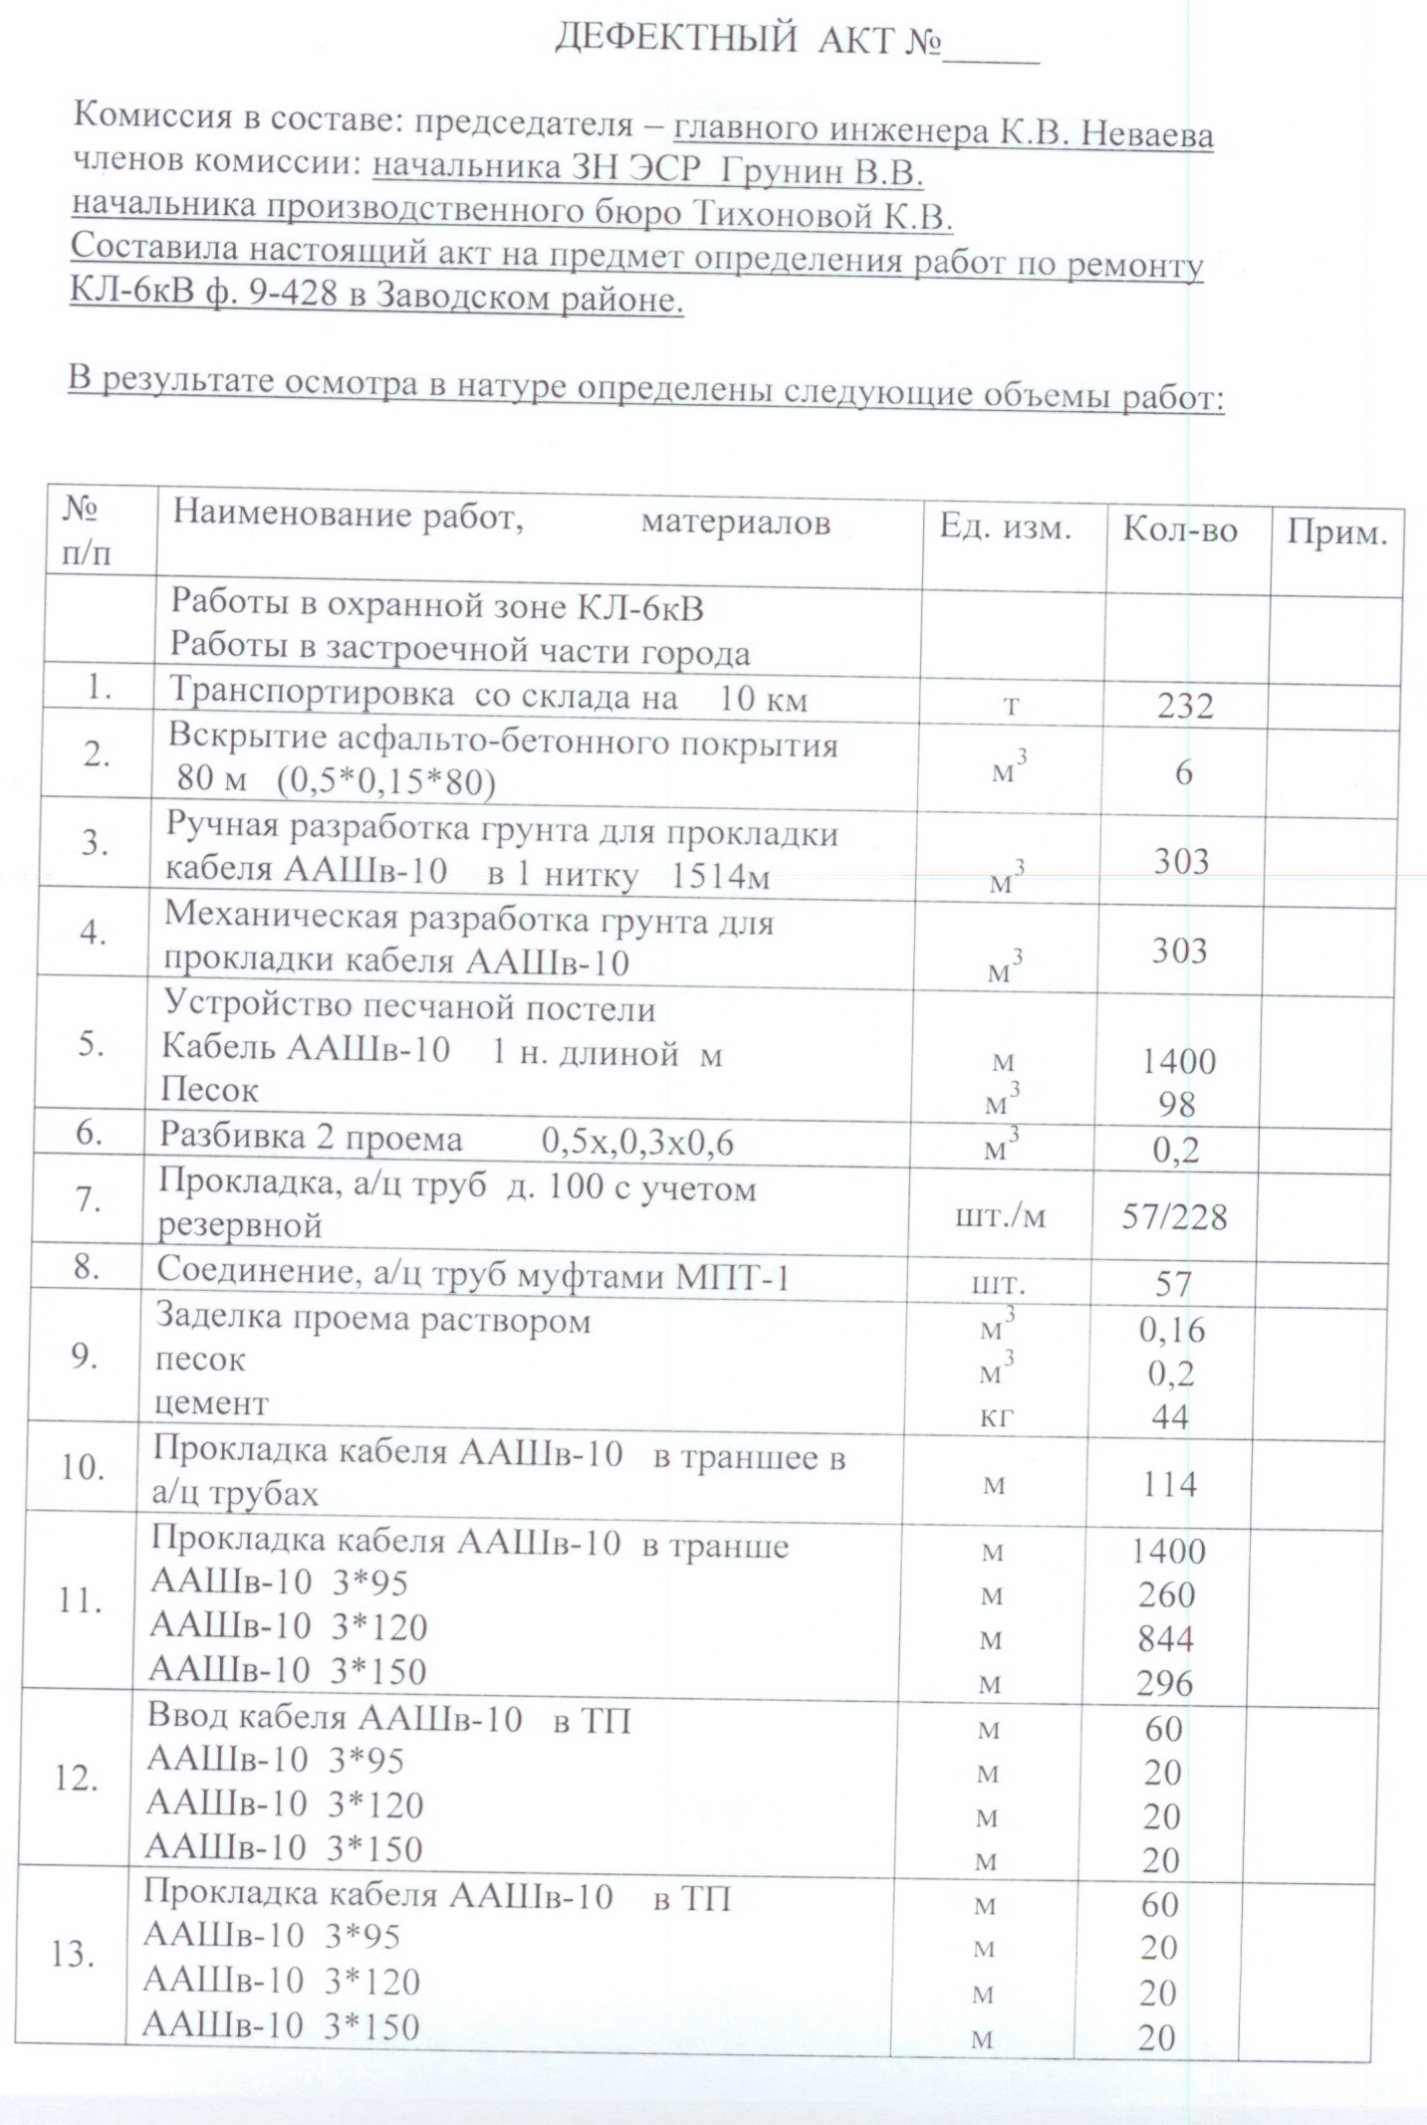 ДЕФЕКТНЫЙ АКТ №_____
Комиссия в составе: председателя – главного инженера К.В. Неваева
членов комиссии: начальника ЗН ЭСР Грунин В.В.
начальника производственного бюро Тихоновой К.В.
Составила настоящий акт на предмет определения работ по ремонту
КЛ-6кВ ф. 9-428 в Заводском районе.
В результате осмотра в натуре определены следующие объемы работ:
№ Наименование работ, материалов Ед. изм. Кол-во Прим.
п/п
Работы в охранной зоне КЛ-6кВ
Работы в застроечной части города
1. Транспортировка со склада на 10 км т 232
2. Вскрытие асфальто-бетонного покрытия м³ 6
80 м (0,5*0,15*80)
3. Ручная разработка грунта для прокладки
кабеля ААШв-10 в 1 нитку 1514м м³ 303
4. Механическая разработка грунта для
прокладки кабеля ААШв-10 м³ 303
5. Устройство песчаной постели
Кабель ААШв-10 1 н. длиной м м 1400
Песок м³ 98
6. Разбивка 2 проема 0,5х,0,3х0,6 м³ 0,2
7. Прокладка, а/ц труб д. 100 с учетом
резервной шт./м 57/228
8. Соединение, а/ц труб муфтами МПТ-1 шт. 57
9. Заделка проема раствором м³ 0,16
песок м³ 0,2
цемент кг 44
10. Прокладка кабеля ААШв-10 в траншее в
а/ц трубах м 114
11. Прокладка кабеля ААШв-10 в транше м 1400
ААШв-10 3*95 м 260
ААШв-10 3*120 м 844
ААШв-10 3*150 м 296
12. Ввод кабеля ААШв-10 в ТП м 60
ААШв-10 3*95 м 20
ААШв-10 3*120 м 20
ААШв-10 3*150 м 20
13. Прокладка кабеля ААШв-10 в ТП м 60
ААШв-10 3*95 м 20
ААШв-10 3*120 м 20
ААШв-10 3*150 м 20